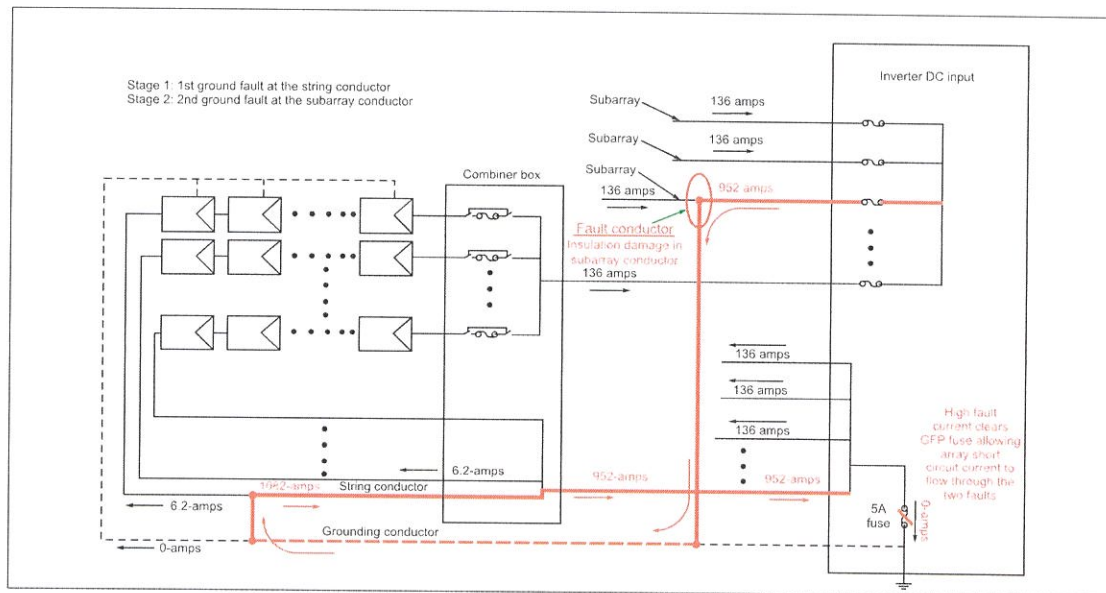 Stage 1: 1st ground fault at the string conductor
Stage 2: 2nd ground fault at the subarray conductor
Inverter DC input
Subarray
136 amps
Subarray
136 amps
Combiner box
Subarray
136 amps
952 amps
Fault conductor
Insulation damage in
subarray conductor
136 amps
136 amps
136 amps
136 amps
High fault
current clears
GFP fuse allowing
array short
circuit current to
flow through the
two faults
6.2-amps
1082-amps
String conductor
952-amps
952-amps
6.2-amps
5A
fuse
0-amps
Grounding conductor
0-amps